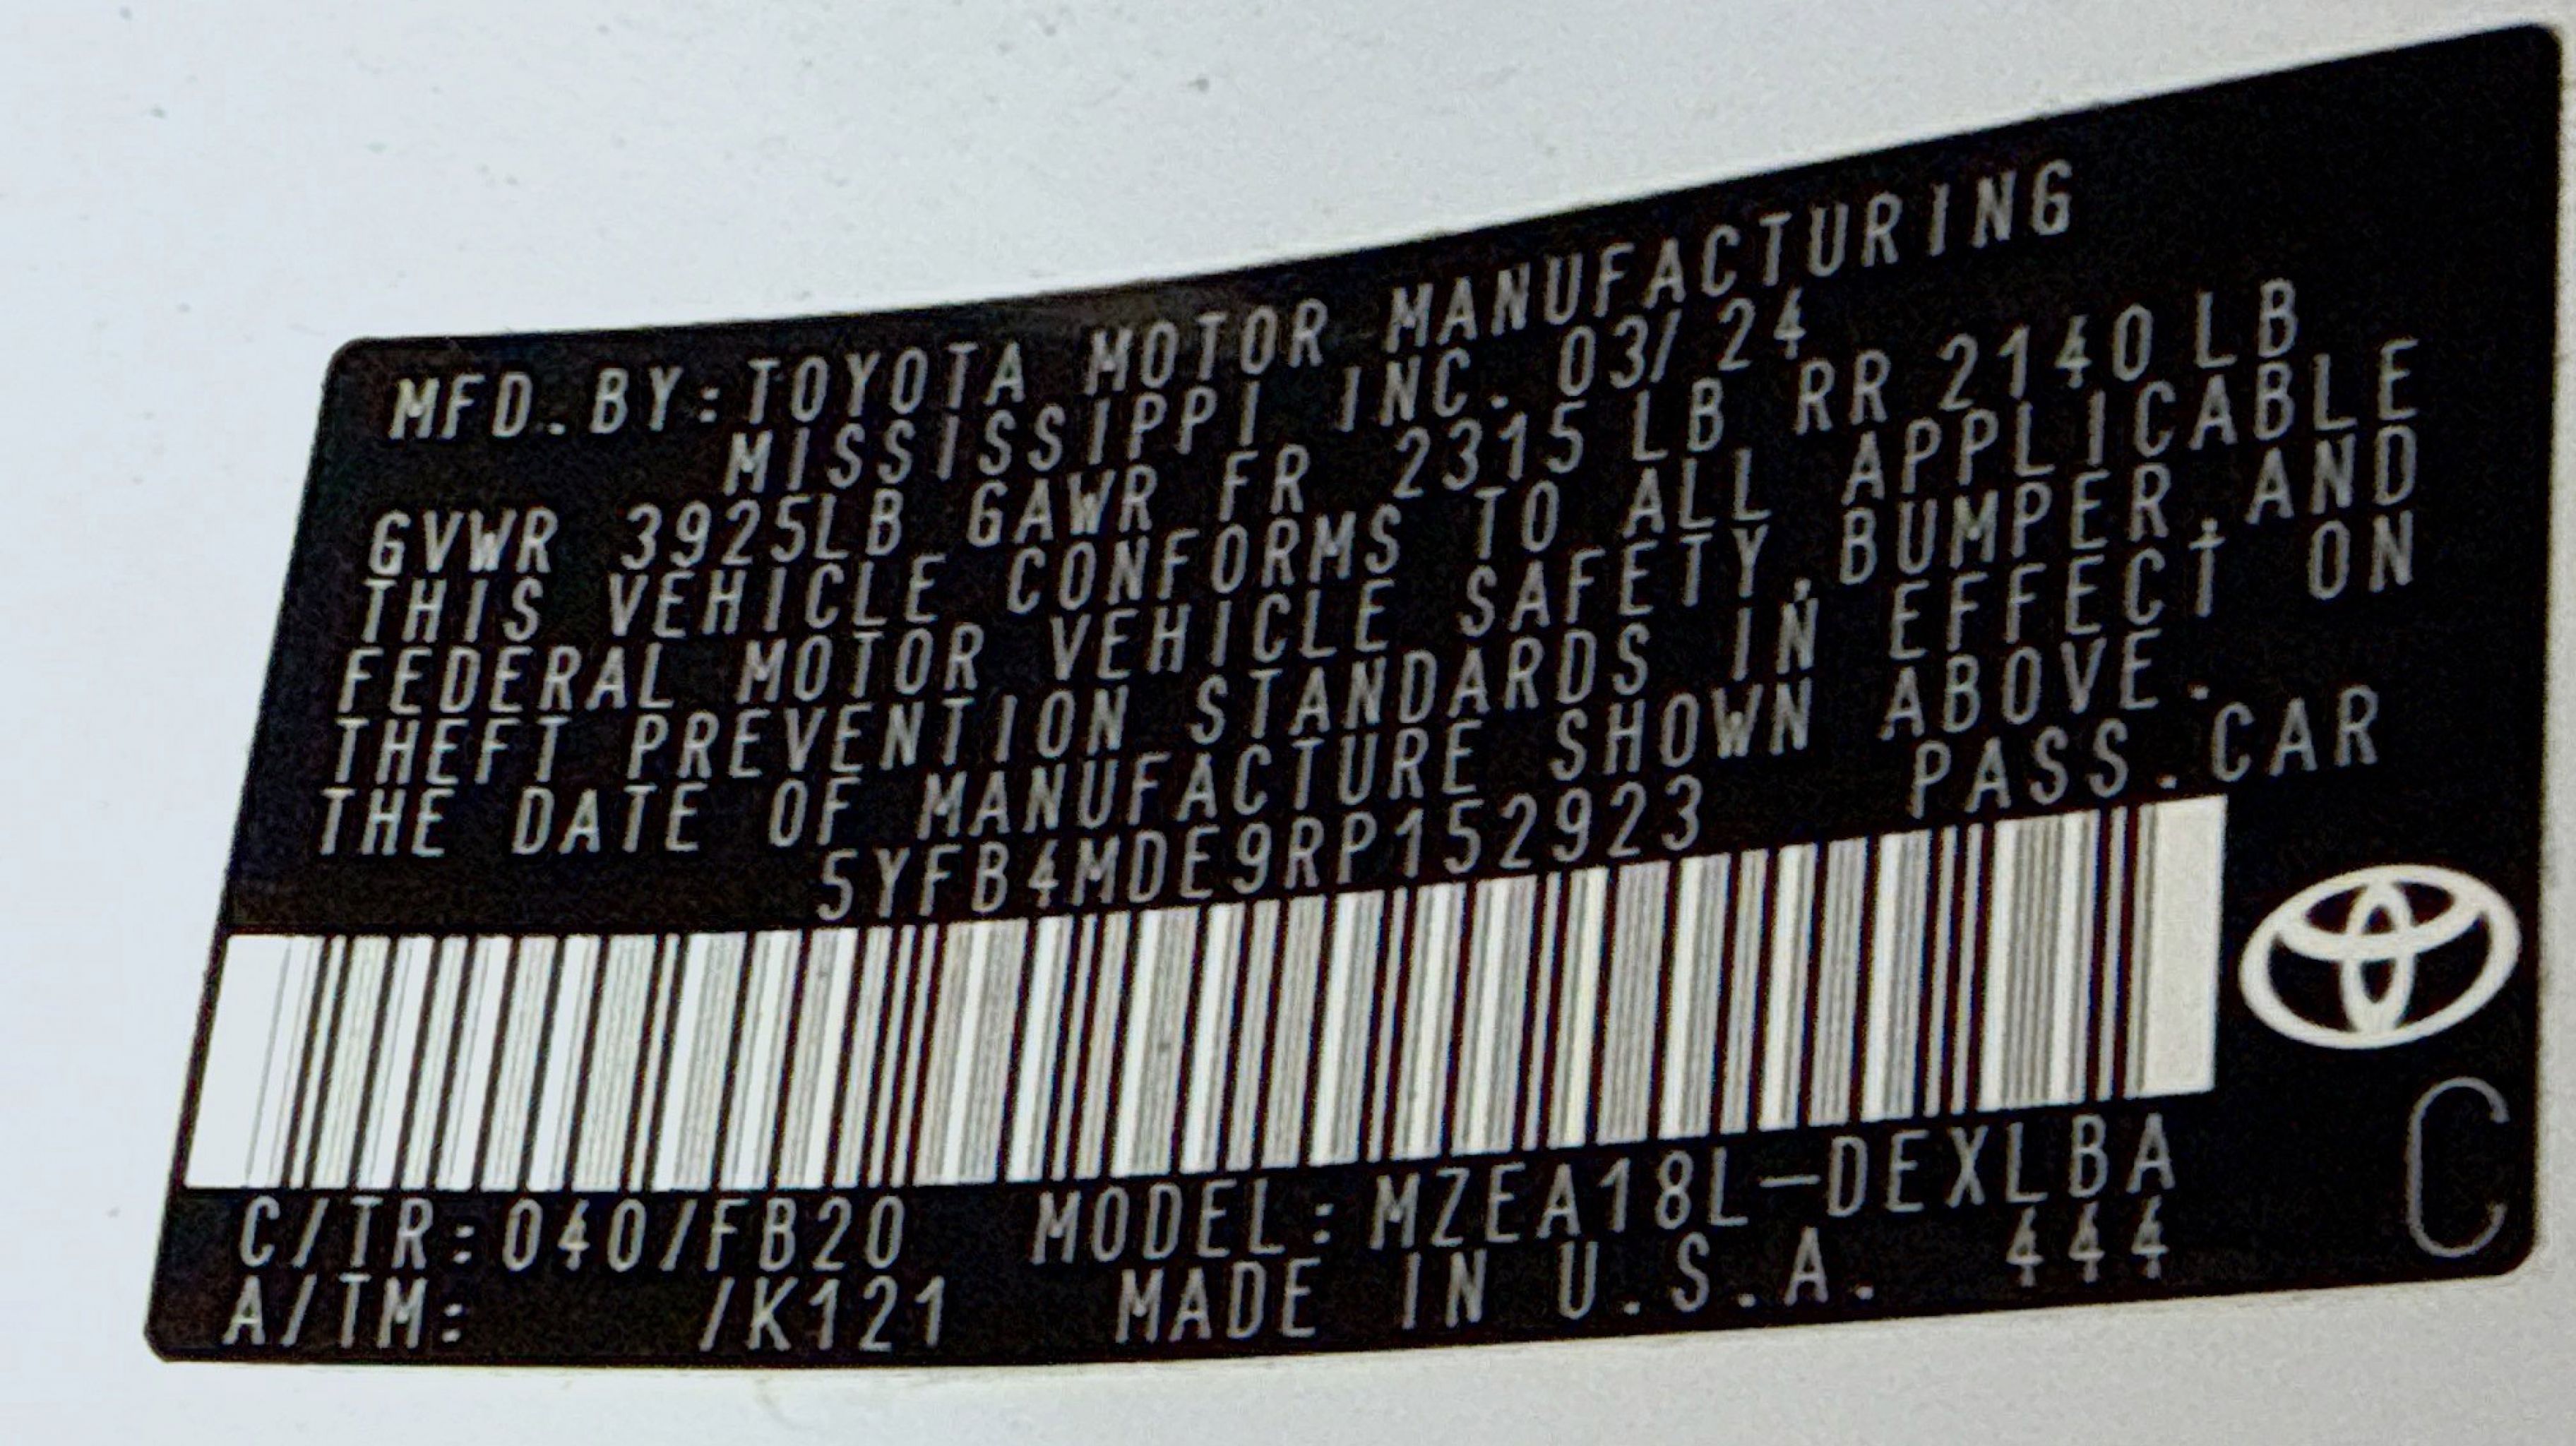 MFD.BY:TOYOTA MOTOR MANUFACTURING
MISSISSIPPI INC. 03/24
GVWR 3925LB GAWR FR 2315 LB RR 2140 LB
THIS VEHICLE CONFORMS TO ALL APPLICABLE
FEDERAL MOTOR VEHICLE SAFETY,BUMPER,AND
THEFT PREVENTION STANDARDS IN EFFECT ON
THE DATE OF MANUFACTURE SHOWN ABOVE.
5YFB4MDE9RP152923 PASS.CAR
C/TR:040/FB20 MODEL:MZEA18L-DEXLBA
A/TM: /K121 MADE IN U.S.A. 444
C